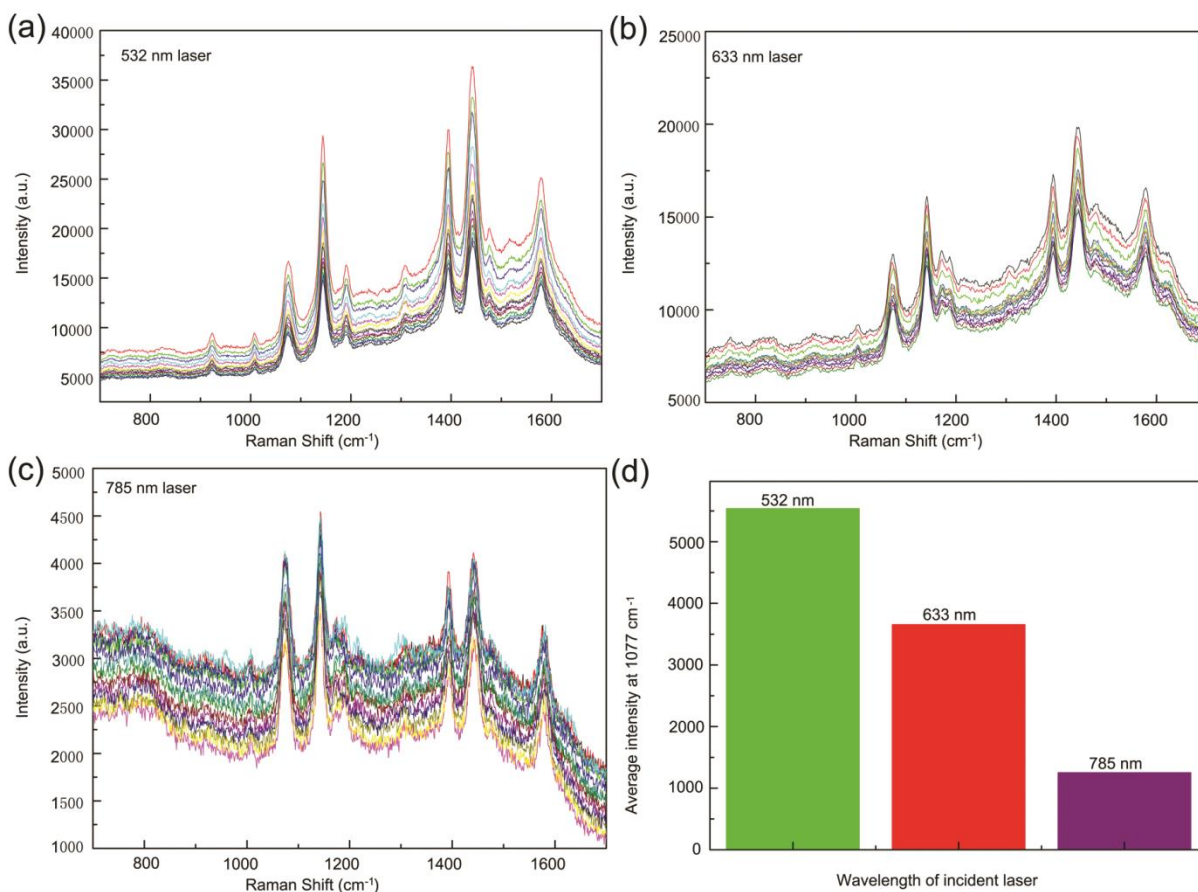 (a)
532 nm laser
40000
35000
30000
25000
20000
15000
10000
5000
Intensity (a.u.)
800 1000 1200 1400 1600
Raman Shift (cm⁻¹)
(b)
633 nm laser
25000
20000
15000
10000
5000
Intensity (a.u.)
800 1000 1200 1400 1600
Raman Shift (cm⁻¹)
(c)
785 nm laser
5000
4500
4000
3500
3000
2500
2000
1500
1000
Intensity (a.u.)
800 1000 1200 1400 1600
Raman Shift (cm⁻¹)
(d)
532 nm
633 nm
785 nm
5000
4000
3000
2000
1000
0
Average intensity at 1077 cm⁻¹
Wavelength of incident laser